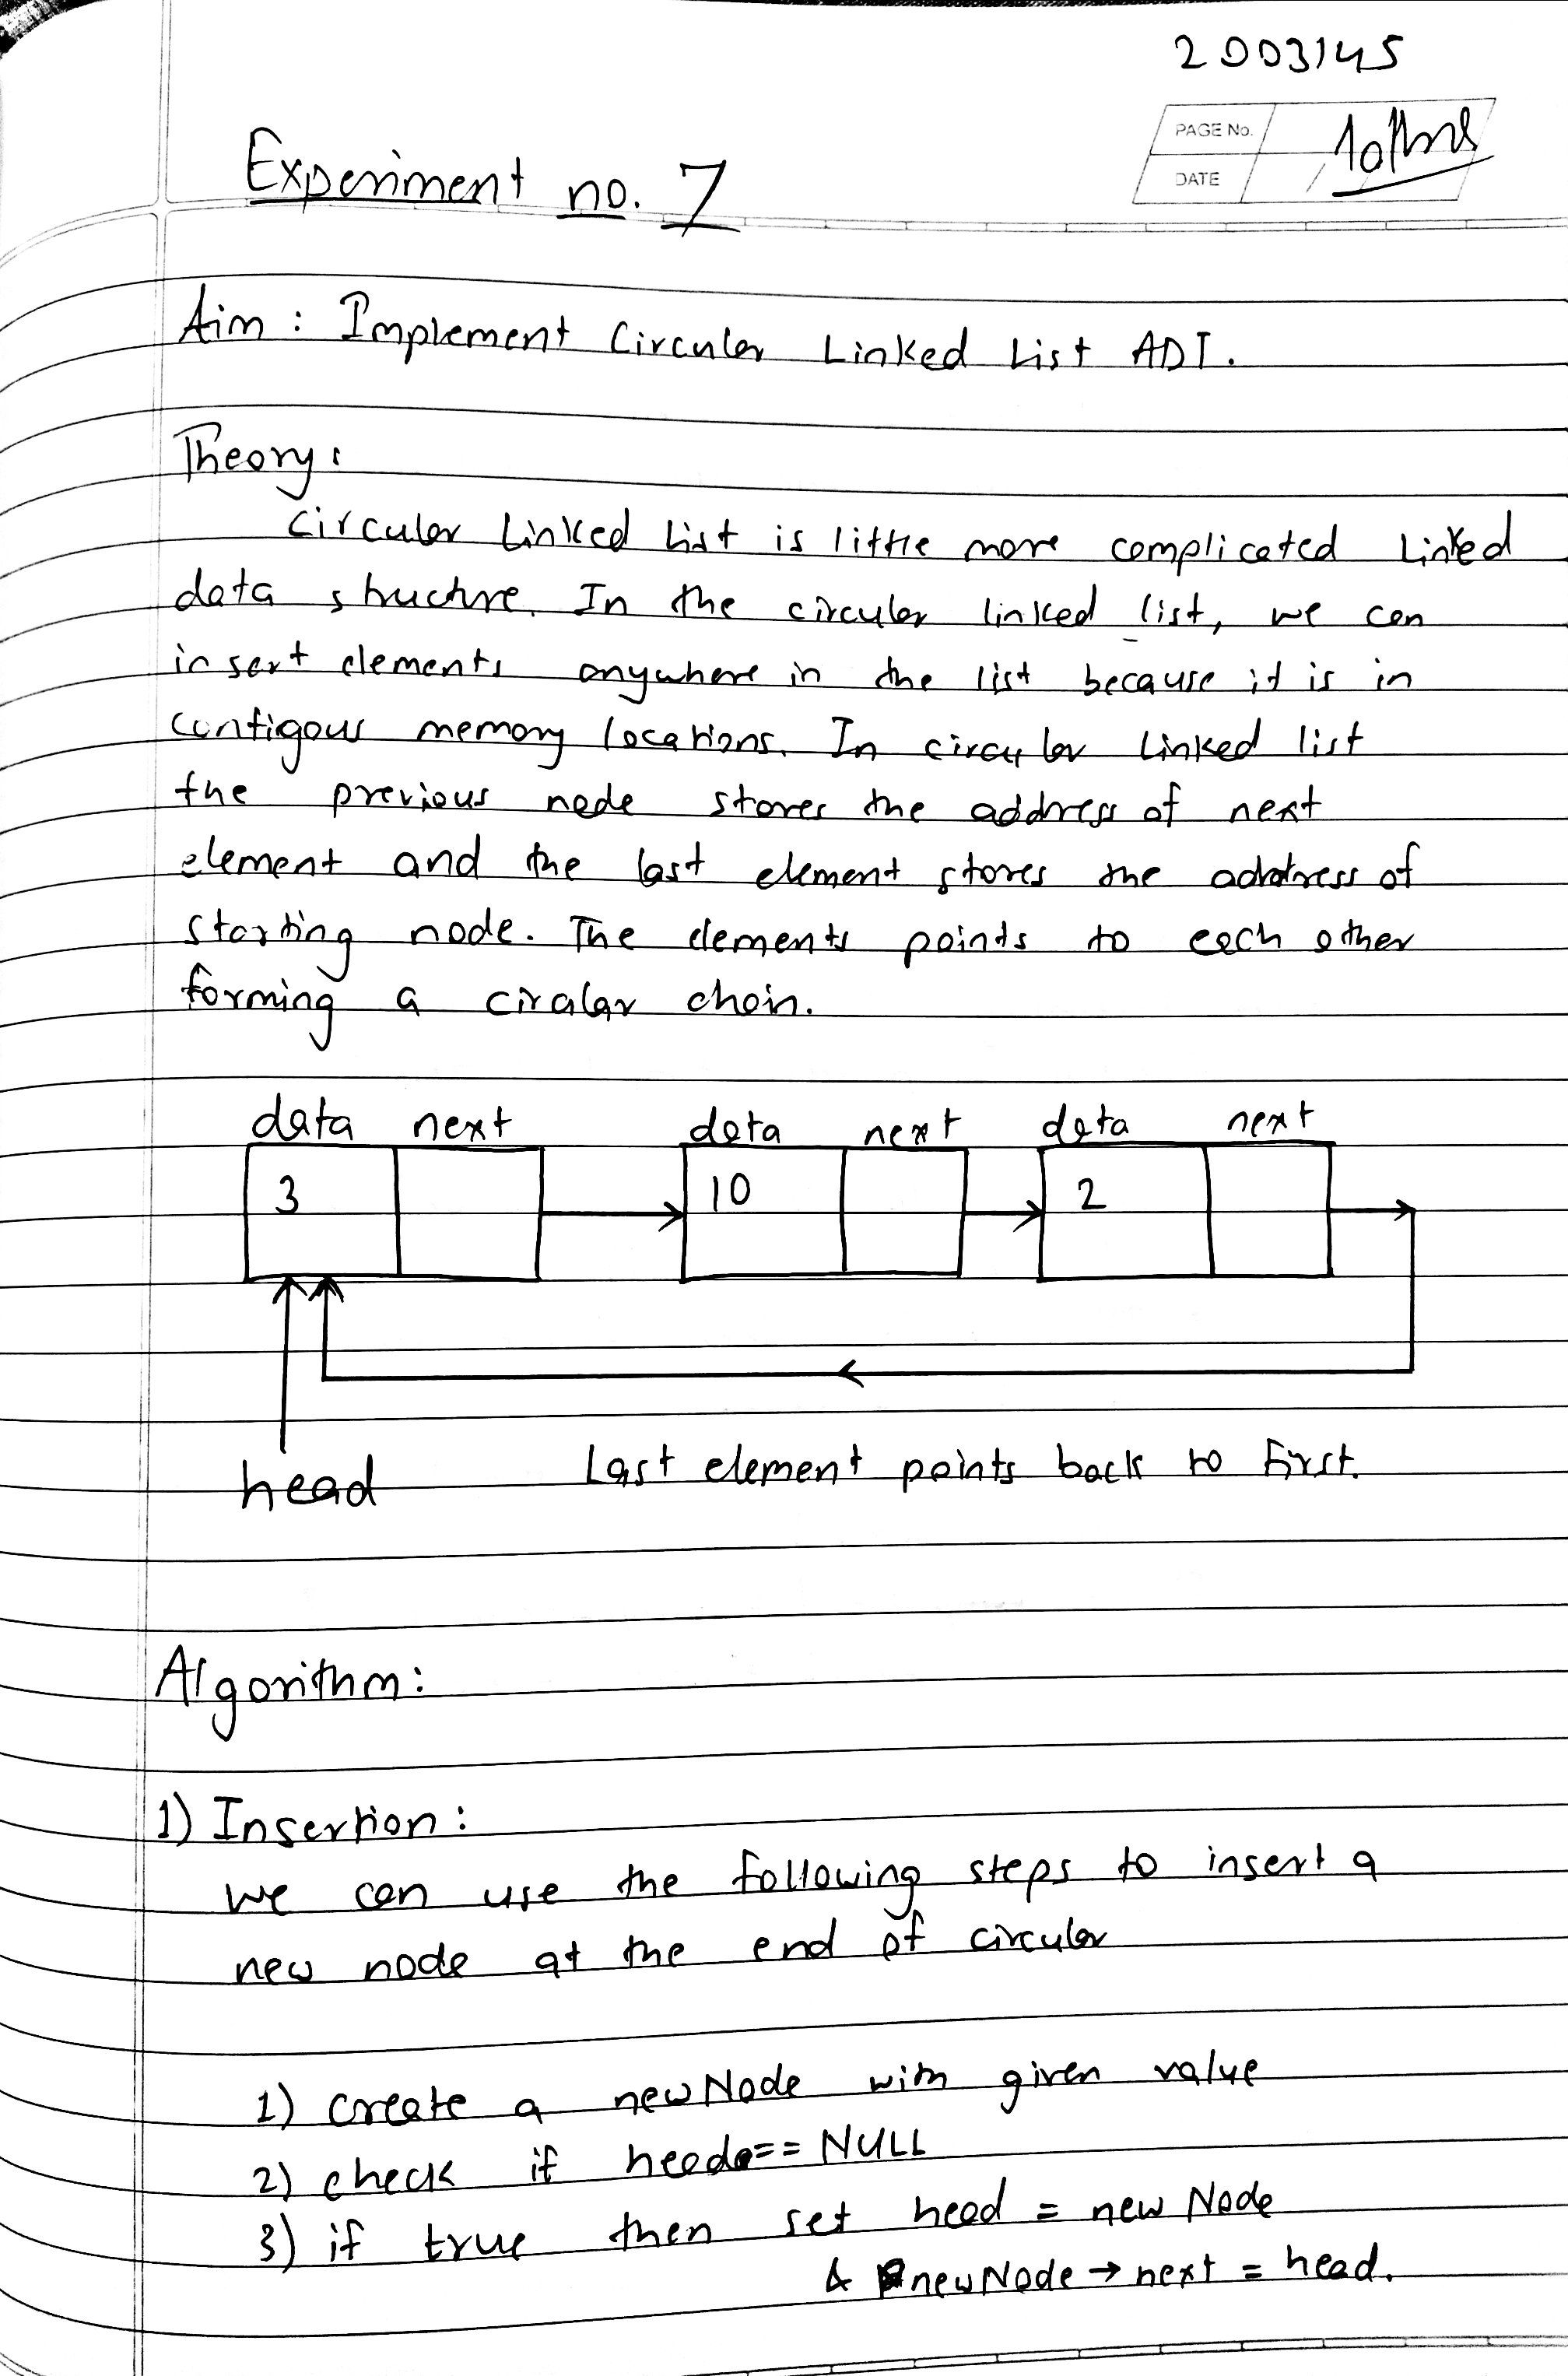 2003145
PAGE No.
DATE / /
Experiment no. 7
Aim : Implement Circular Linked List ADT.
Theory:
Circular Linked List is little more complicated Linked
data structure. In the circular linked list, we can
insert elements anywhere in the list because it is in
contigous memory locations. In circular linked list
the previous node stores the address of next
element and the last element stores the address of
starting node. The elements points to each other
forming a ciralar chain.
data next data next data next
3 10 2
head Last element points back to first.
Algorithm:
1) Insertion:
we can use the following steps to insert a
new node at the end of circular
1) create a newNode with given value
2) check if head == NULL
3) if true then set head = newNode
& newNode → next = head.